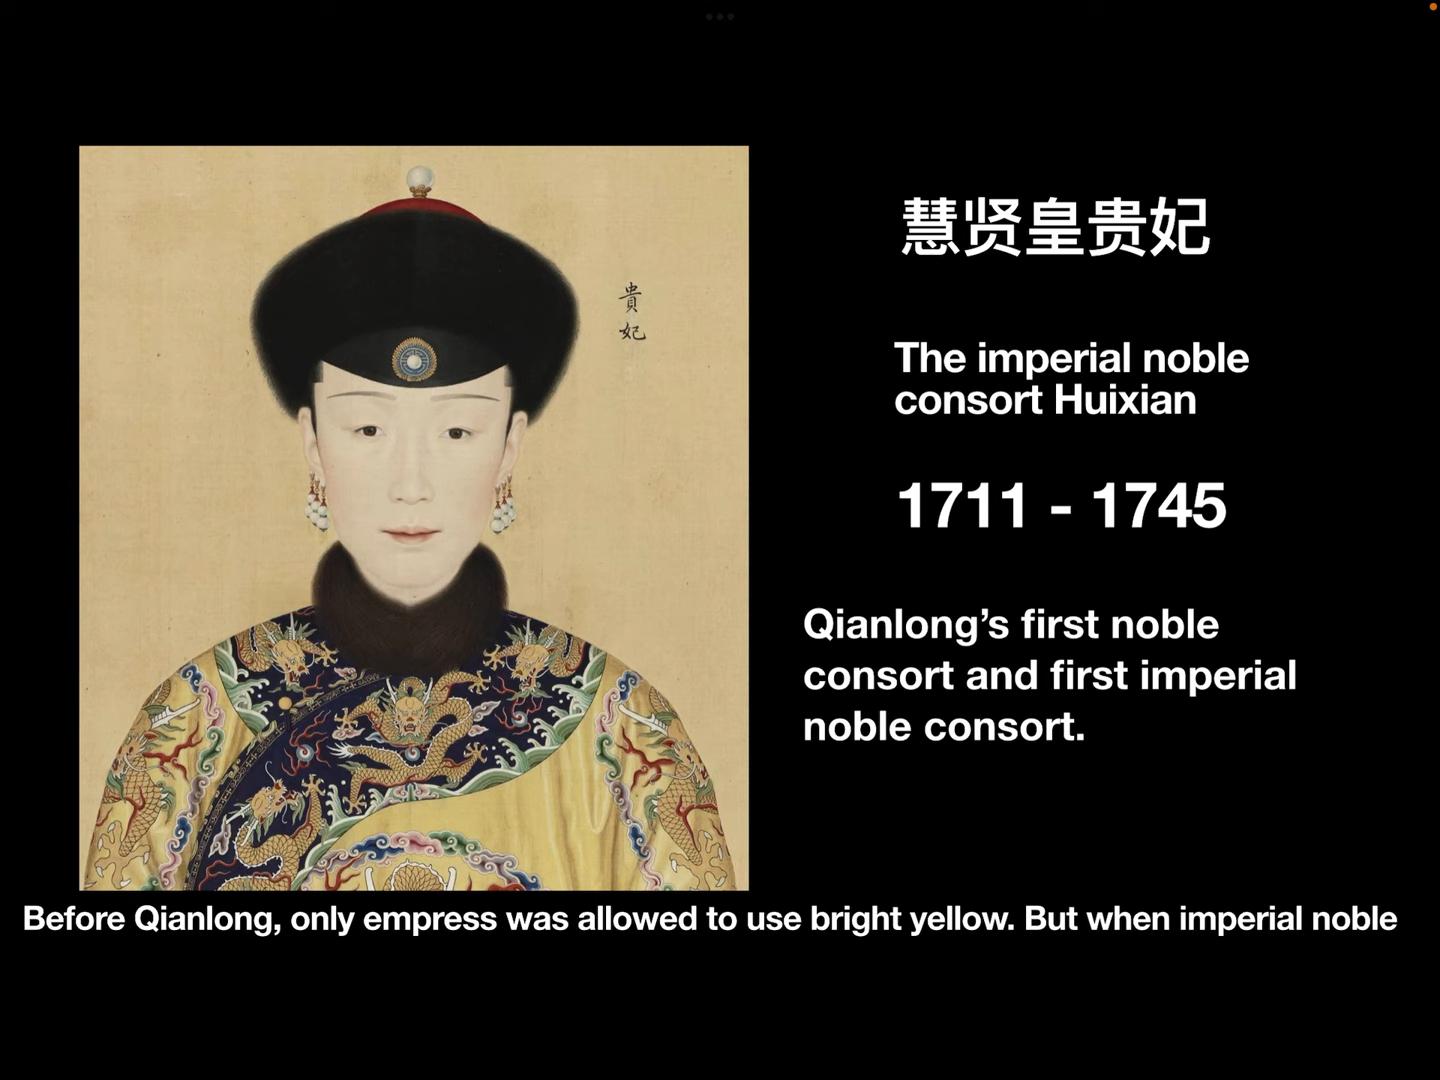 貴
妃
慧贤皇贵妃
The imperial noble
consort Huixian
1711 - 1745
Qianlong’s first noble
consort and first imperial
noble consort.
Before Qianlong, only empress was allowed to use bright yellow. But when imperial noble